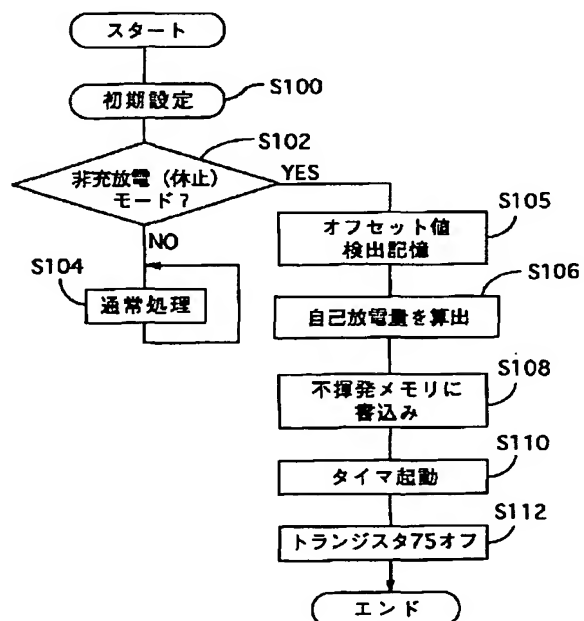 スタート
初期設定
S100
S102
非充放電（休止）
モード？
YES
NO
S104
通常処理
S105
オフセット値
検出記憶
S106
自己放電量を算出
S108
不揮発メモリに
書込み
S110
タイマ起動
S112
トランジスタ75オフ
エンド